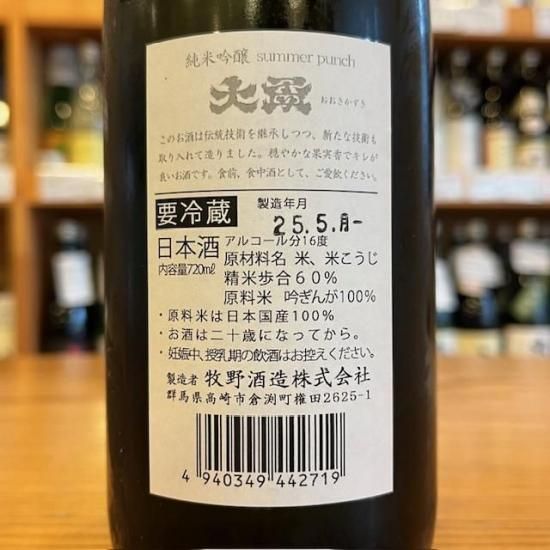 純米吟醸 summer punch
大盃
おおさかずき
このお酒は伝統技術を継承しつつ、新たな技術も
取り入れて造りました。穏やかな果実香でキレが
良いお酒です。食前、食中酒として、ご愛飲ください。
要冷蔵
製造年月
25.5.月
日本酒
アルコール分16度
内容量720㎖
原材料名 米、米こうじ
精米歩合60%
原料米 吟ぎんが100%
・原料米は日本国産100%
・お酒は二十歳になってから。
・妊娠中、授乳期の飲酒はお控えください。
製造者 牧野酒造株式会社
群馬県高崎市倉渕町権田2625-1
4 940349 442719